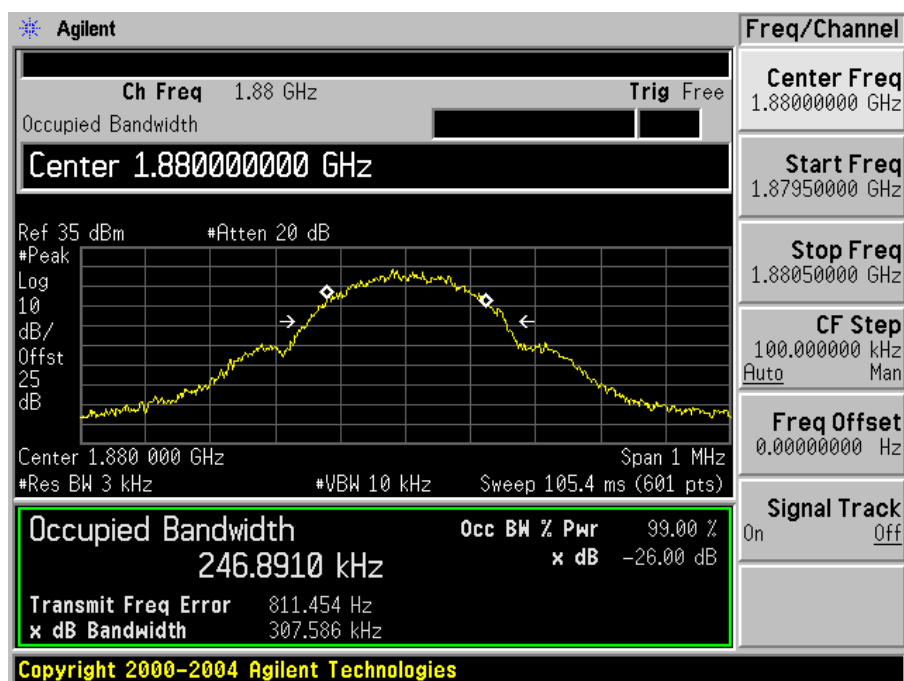 Agilent
Freq/Channel
Ch Freq 1.88 GHz Trig Free
Occupied Bandwidth
Center 1.880000000 GHz
Ref 35 dBm #Atten 20 dB
#Peak
Log
10
dB/
Offst
25
dB
Center 1.880 000 GHz Span 1 MHz
#Res BW 3 kHz #VBW 10 kHz Sweep 105.4 ms (601 pts)
Occupied Bandwidth Occ BW % Pwr 99.00 %
246.8910 kHz x dB -26.00 dB
Transmit Freq Error 811.454 Hz
x dB Bandwidth 307.586 kHz
Copyright 2000-2004 Agilent Technologies
Center Freq
1.88000000 GHz
Start Freq
1.87950000 GHz
Stop Freq
1.88050000 GHz
CF Step
100.000000 kHz
Auto Man
Freq Offset
0.00000000 Hz
Signal Track
On Off